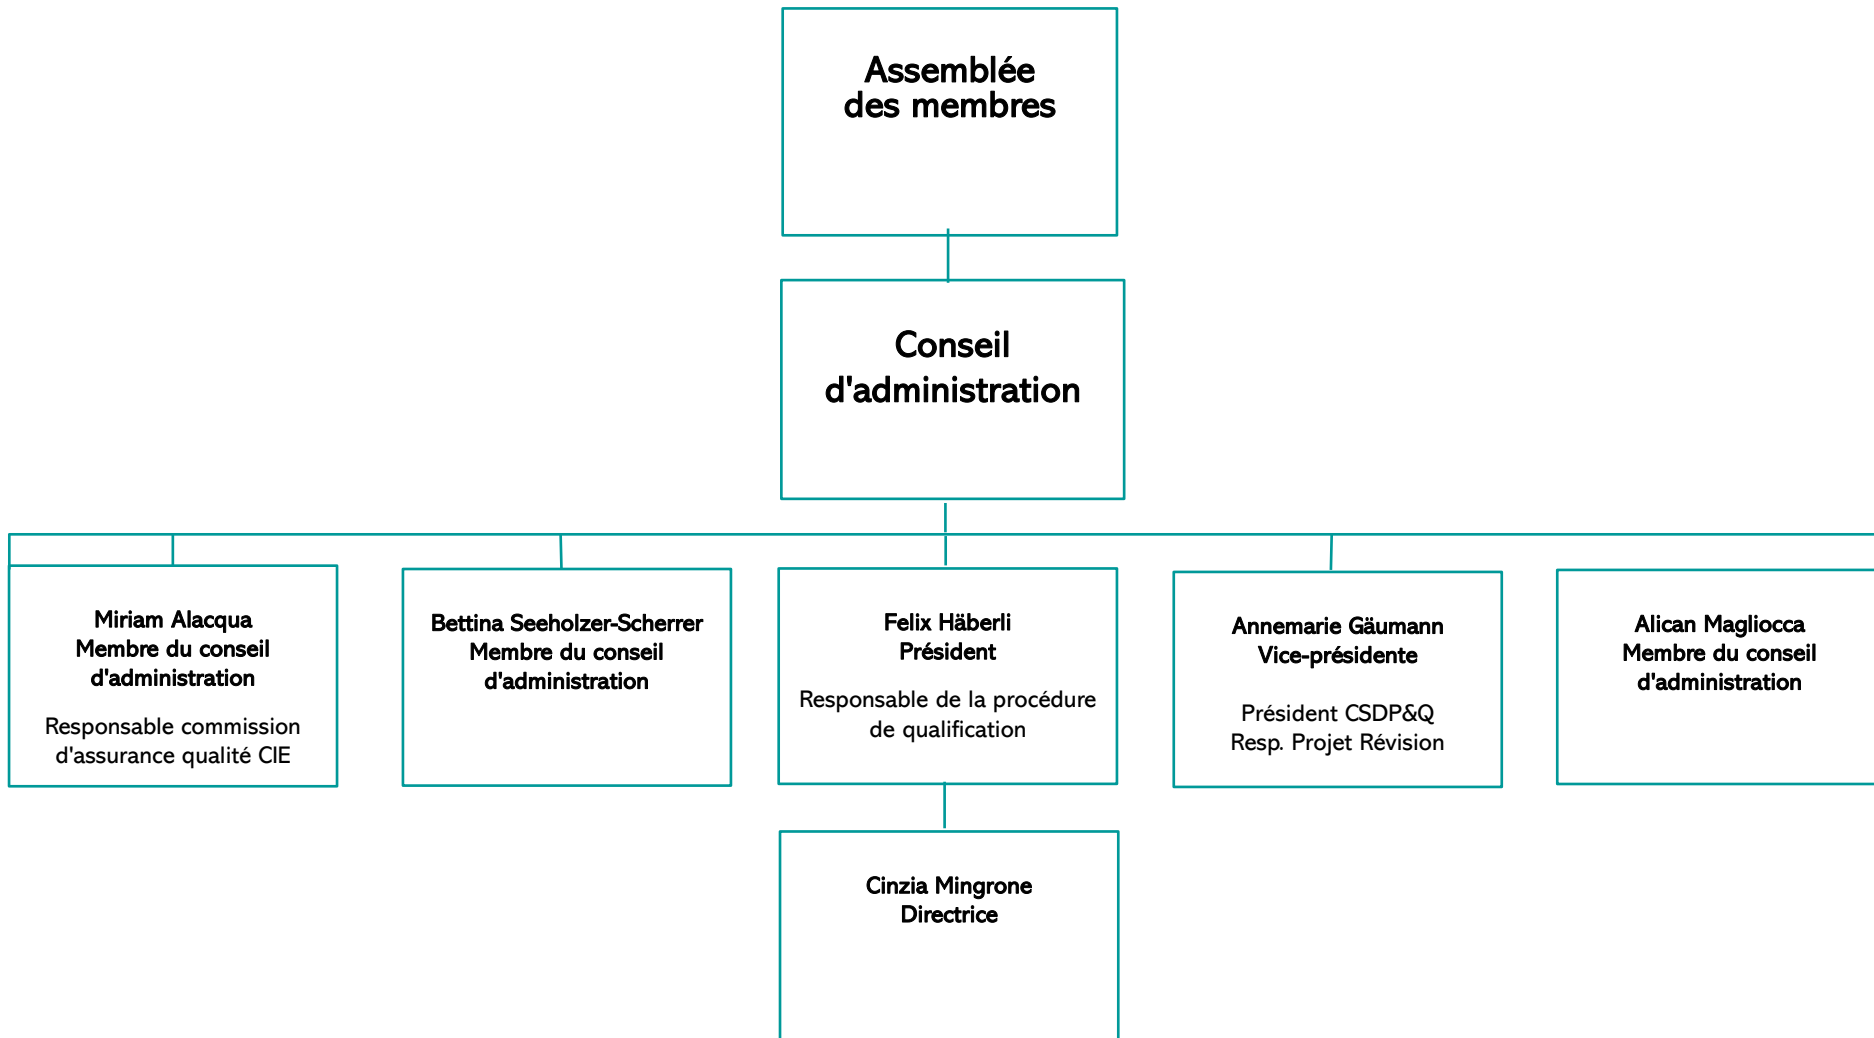 Assemblée
des membres
Conseil
d'administration
Miriam Alacqua
Membre du conseil
d'administration
Responsable commission
d'assurance qualité CIE
Bettina Seeholzer-Scherrer
Membre du conseil
d'administration
Felix Häberli
Président
Responsable de la procédure
de qualification
Annemarie Gäumann
Vice-présidente
Président CSDP&Q
Resp. Projet Révision
Alican Magliocca
Membre du conseil
d'administration
Cinzia Mingrone
Directrice